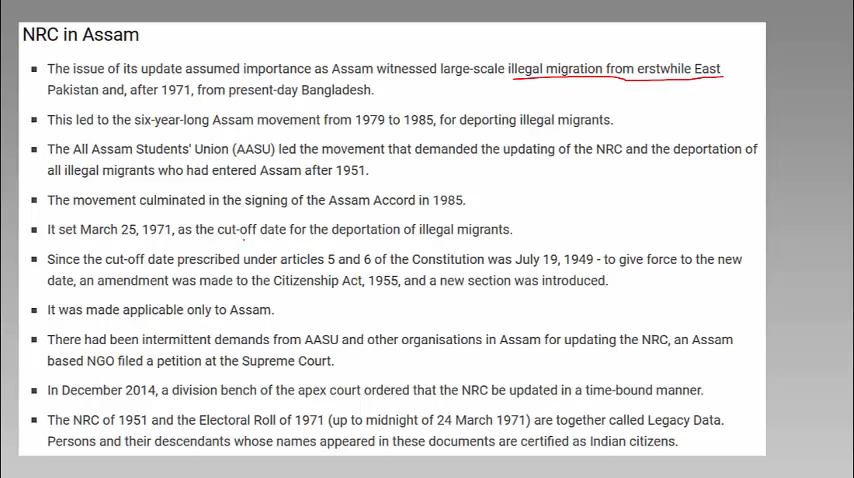 NRC in Assam
▪ The issue of its update assumed importance as Assam witnessed large-scale illegal migration from erstwhile East
Pakistan and, after 1971, from present-day Bangladesh.
▪ This led to the six-year-long Assam movement from 1979 to 1985, for deporting illegal migrants.
▪ The All Assam Students' Union (AASU) led the movement that demanded the updating of the NRC and the deportation of
all illegal migrants who had entered Assam after 1951.
▪ The movement culminated in the signing of the Assam Accord in 1985.
▪ It set March 25, 1971, as the cut-off date for the deportation of illegal migrants.
▪ Since the cut-off date prescribed under articles 5 and 6 of the Constitution was July 19, 1949 - to give force to the new
date, an amendment was made to the Citizenship Act, 1955, and a new section was introduced.
▪ It was made applicable only to Assam.
▪ There had been intermittent demands from AASU and other organisations in Assam for updating the NRC, an Assam
based NGO filed a petition at the Supreme Court.
▪ In December 2014, a division bench of the apex court ordered that the NRC be updated in a time-bound manner.
▪ The NRC of 1951 and the Electoral Roll of 1971 (up to midnight of 24 March 1971) are together called Legacy Data.
Persons and their descendants whose names appeared in these documents are certified as Indian citizens.